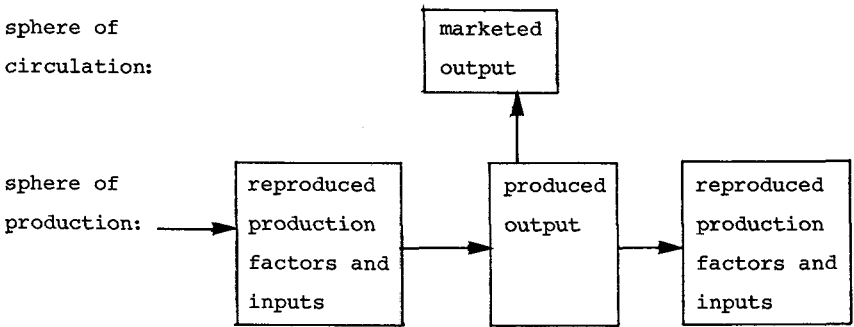 sphere of
circulation:
marketed
output
sphere of
production:
reproduced
production
factors and
inputs
produced
output
reproduced
production
factors and
inputs